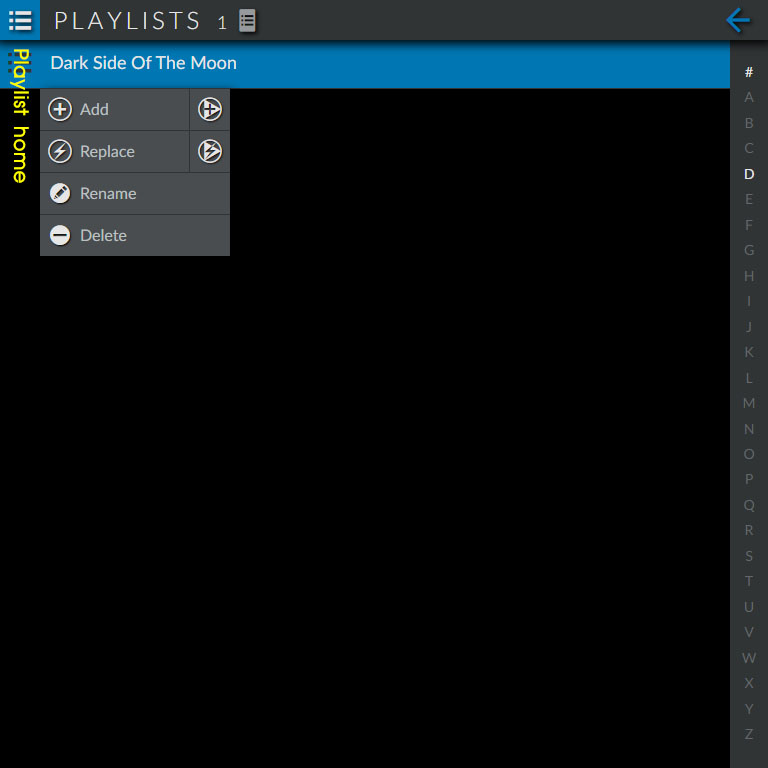 PLAYLISTS 1
Dark Side Of The Moon
Playlist home
Add
Replace
Rename
Delete
#
A
B
C
D
E
F
G
H
I
J
K
L
M
N
O
P
Q
R
S
T
U
V
W
X
Y
Z